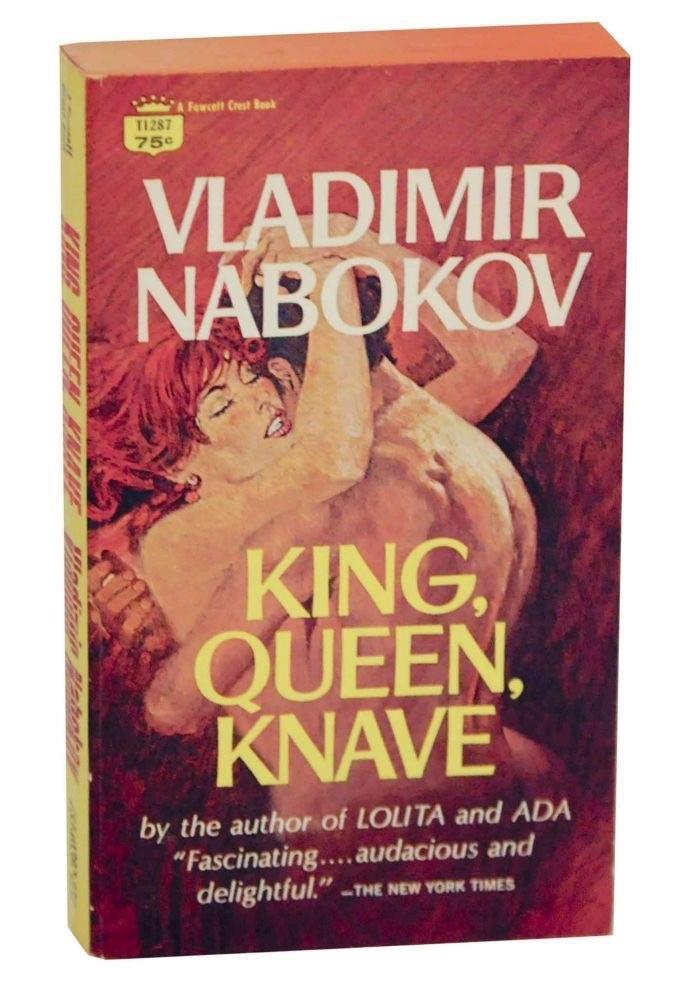 A Fawcett Crest Book
T1287
75¢
VLADIMIR
NABOKOV
KING,
QUEEN,
KNAVE
by the author of LOLITA and ADA
“Fascinating....audacious and
delightful.” —THE NEW YORK TIMES
KING, QUEEN, KNAVE Vladimir Nabokov